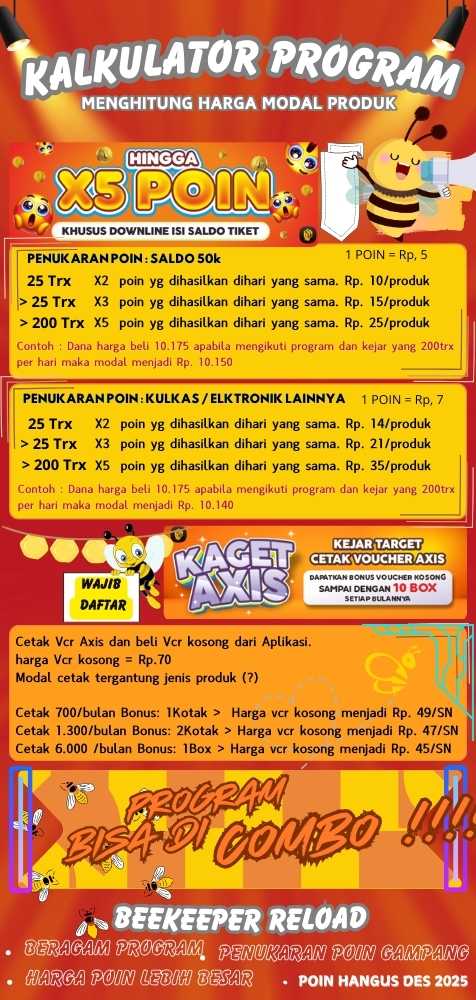 KALKULATOR PROGRAM
MENGHITUNG HARGA MODAL PRODUK
HINGGA
X5 POIN
KHUSUS DOWNLINE ISI SALDO TIKET
PENUKARAN POIN : SALDO 50k 1 POIN = Rp, 5
25 Trx X2 poin yg dihasilkan dihari yang sama. Rp. 10/produk
> 25 Trx X3 poin yg dihasilkan dihari yang sama. Rp. 15/produk
> 200 Trx X5 poin yg dihasilkan dihari yang sama. Rp. 25/produk
Contoh : Dana harga beli 10.175 apabila mengikuti program dan kejar yang 200trx
per hari maka modal menjadi Rp. 10.150
PENUKARAN POIN : KULKAS / ELKTRONIK LAINNYA 1 POIN = Rp, 7
25 Trx X2 poin yg dihasilkan dihari yang sama. Rp. 14/produk
> 25 Trx X3 poin yg dihasilkan dihari yang sama. Rp. 21/produk
> 200 Trx X5 poin yg dihasilkan dihari yang sama. Rp. 35/produk
Contoh : Dana harga beli 10.175 apabila mengikuti program dan kejar yang 200trx
per hari maka modal menjadi Rp. 10.140
WAJIB
DAFTAR
KAGET
AXIS
KEJAR TARGET
CETAK VOUCHER AXIS
DAPATKAN BONUS VOUCHER KOSONG
SAMPAI DENGAN 10 BOX
SETIAP BULANNYA
Cetak Vcr Axis dan beli Vcr kosong dari Aplikasi.
harga Vcr kosong = Rp.70
Modal cetak tergantung jenis produk (?)
Cetak 700/bulan Bonus: 1Kotak > Harga vcr kosong menjadi Rp. 49/SN
Cetak 1.300/bulan Bonus: 2Kotak > Harga vcr kosong menjadi Rp. 47/SN
Cetak 6.000 /bulan Bonus: 1Box > Harga vcr kosong menjadi Rp. 45/SN
PROGRAM
BISA DI COMBO !!!!
BEEKEEPER RELOAD
• BERAGAM PROGRAM • PENUKARAN POIN GAMPANG
• HARGA POIN LEBIH BESAR • POIN HANGUS DES 2025